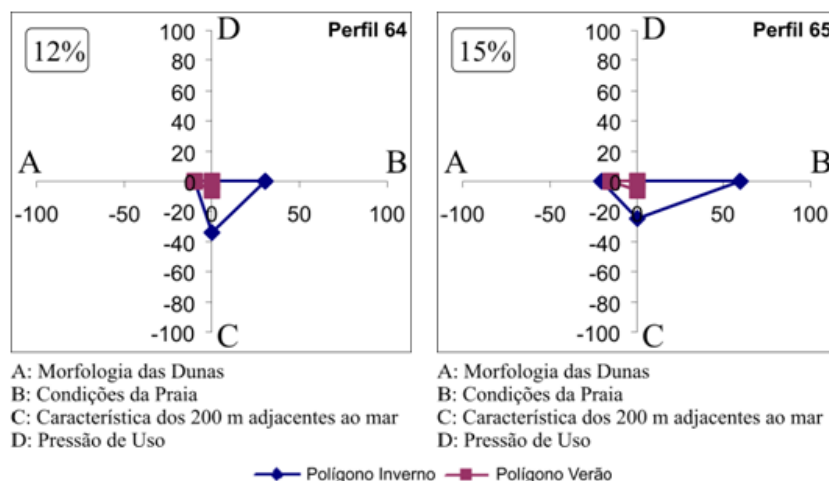 D
Perfil 64
12%
100
80
60
40
20
A
B
0
-100
-50
0
50
100
-20
-40
-60
-80
-100
C
A: Morfologia das Dunas
B: Condições da Praia
C: Característica dos 200 m adjacentes ao mar
D: Pressão de Uso
D
Perfil 65
15%
100
80
60
40
20
A
B
0
-100
-50
0
50
100
-20
-40
-60
-80
-100
C
A: Morfologia das Dunas
B: Condições da Praia
C: Característica dos 200 m adjacentes ao mar
D: Pressão de Uso
Polígono Inverno Polígono Verão